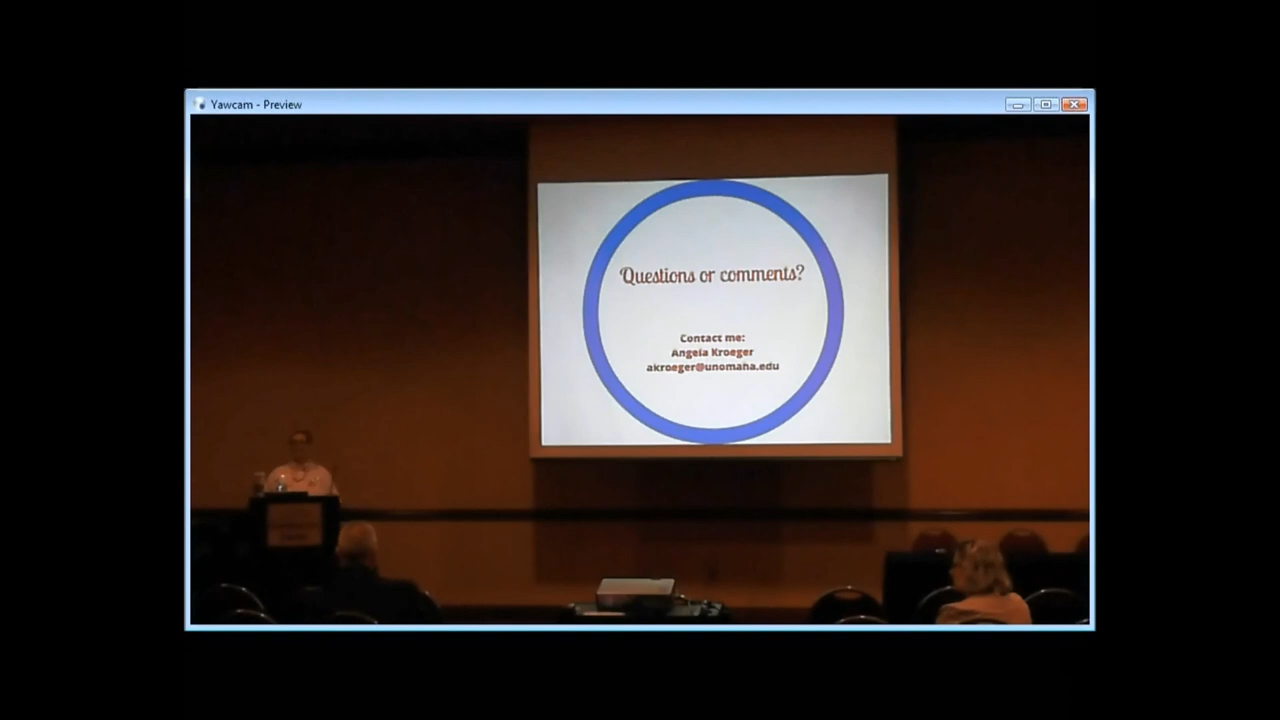 Yawcam - Preview
Questions or comments?
Contact me:
Angela Kroeger
akroeger@unomaha.edu